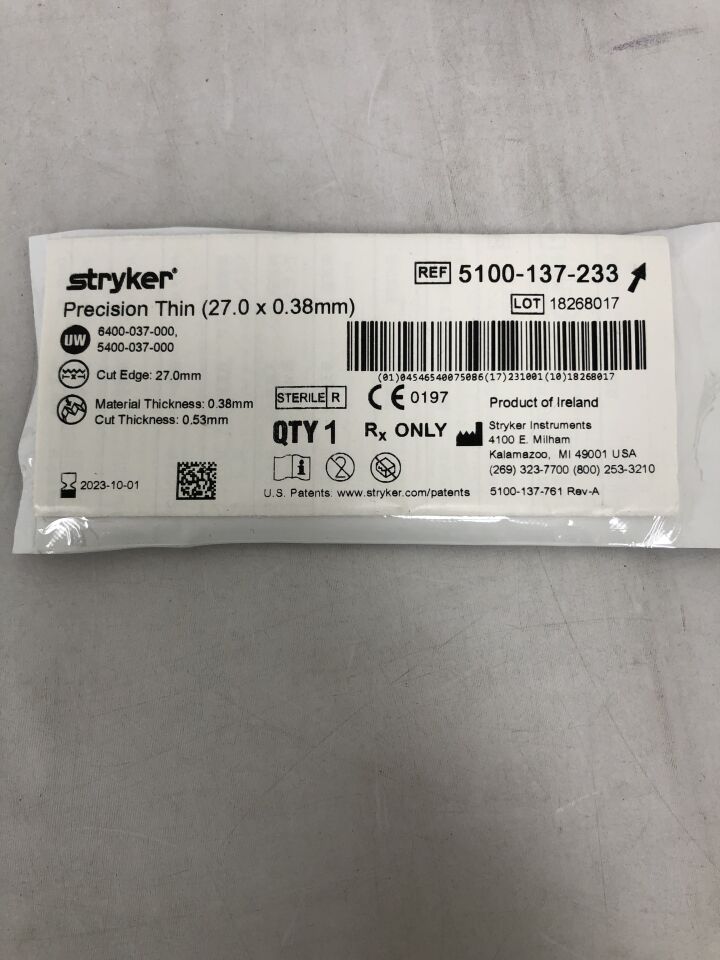 stryker®
REF 5100-137-233
Precision Thin (27.0 x 0.38mm)
LOT 18268017
UW 6400-037-000,
5400-037-000
(01)04546540075086(17)231001(10)18268017
Cut Edge: 27.0mm
STERILE R
CE 0197
Product of Ireland
Material Thickness: 0.38mm
Cut Thickness: 0.53mm
QTY 1
Rx ONLY
Stryker Instruments
4100 E. Milham
Kalamazoo, MI 49001 USA
(269) 323-7700 (800) 253-3210
2023-10-01
2
U.S. Patents: www.stryker.com/patents
5100-137-761 Rev-A